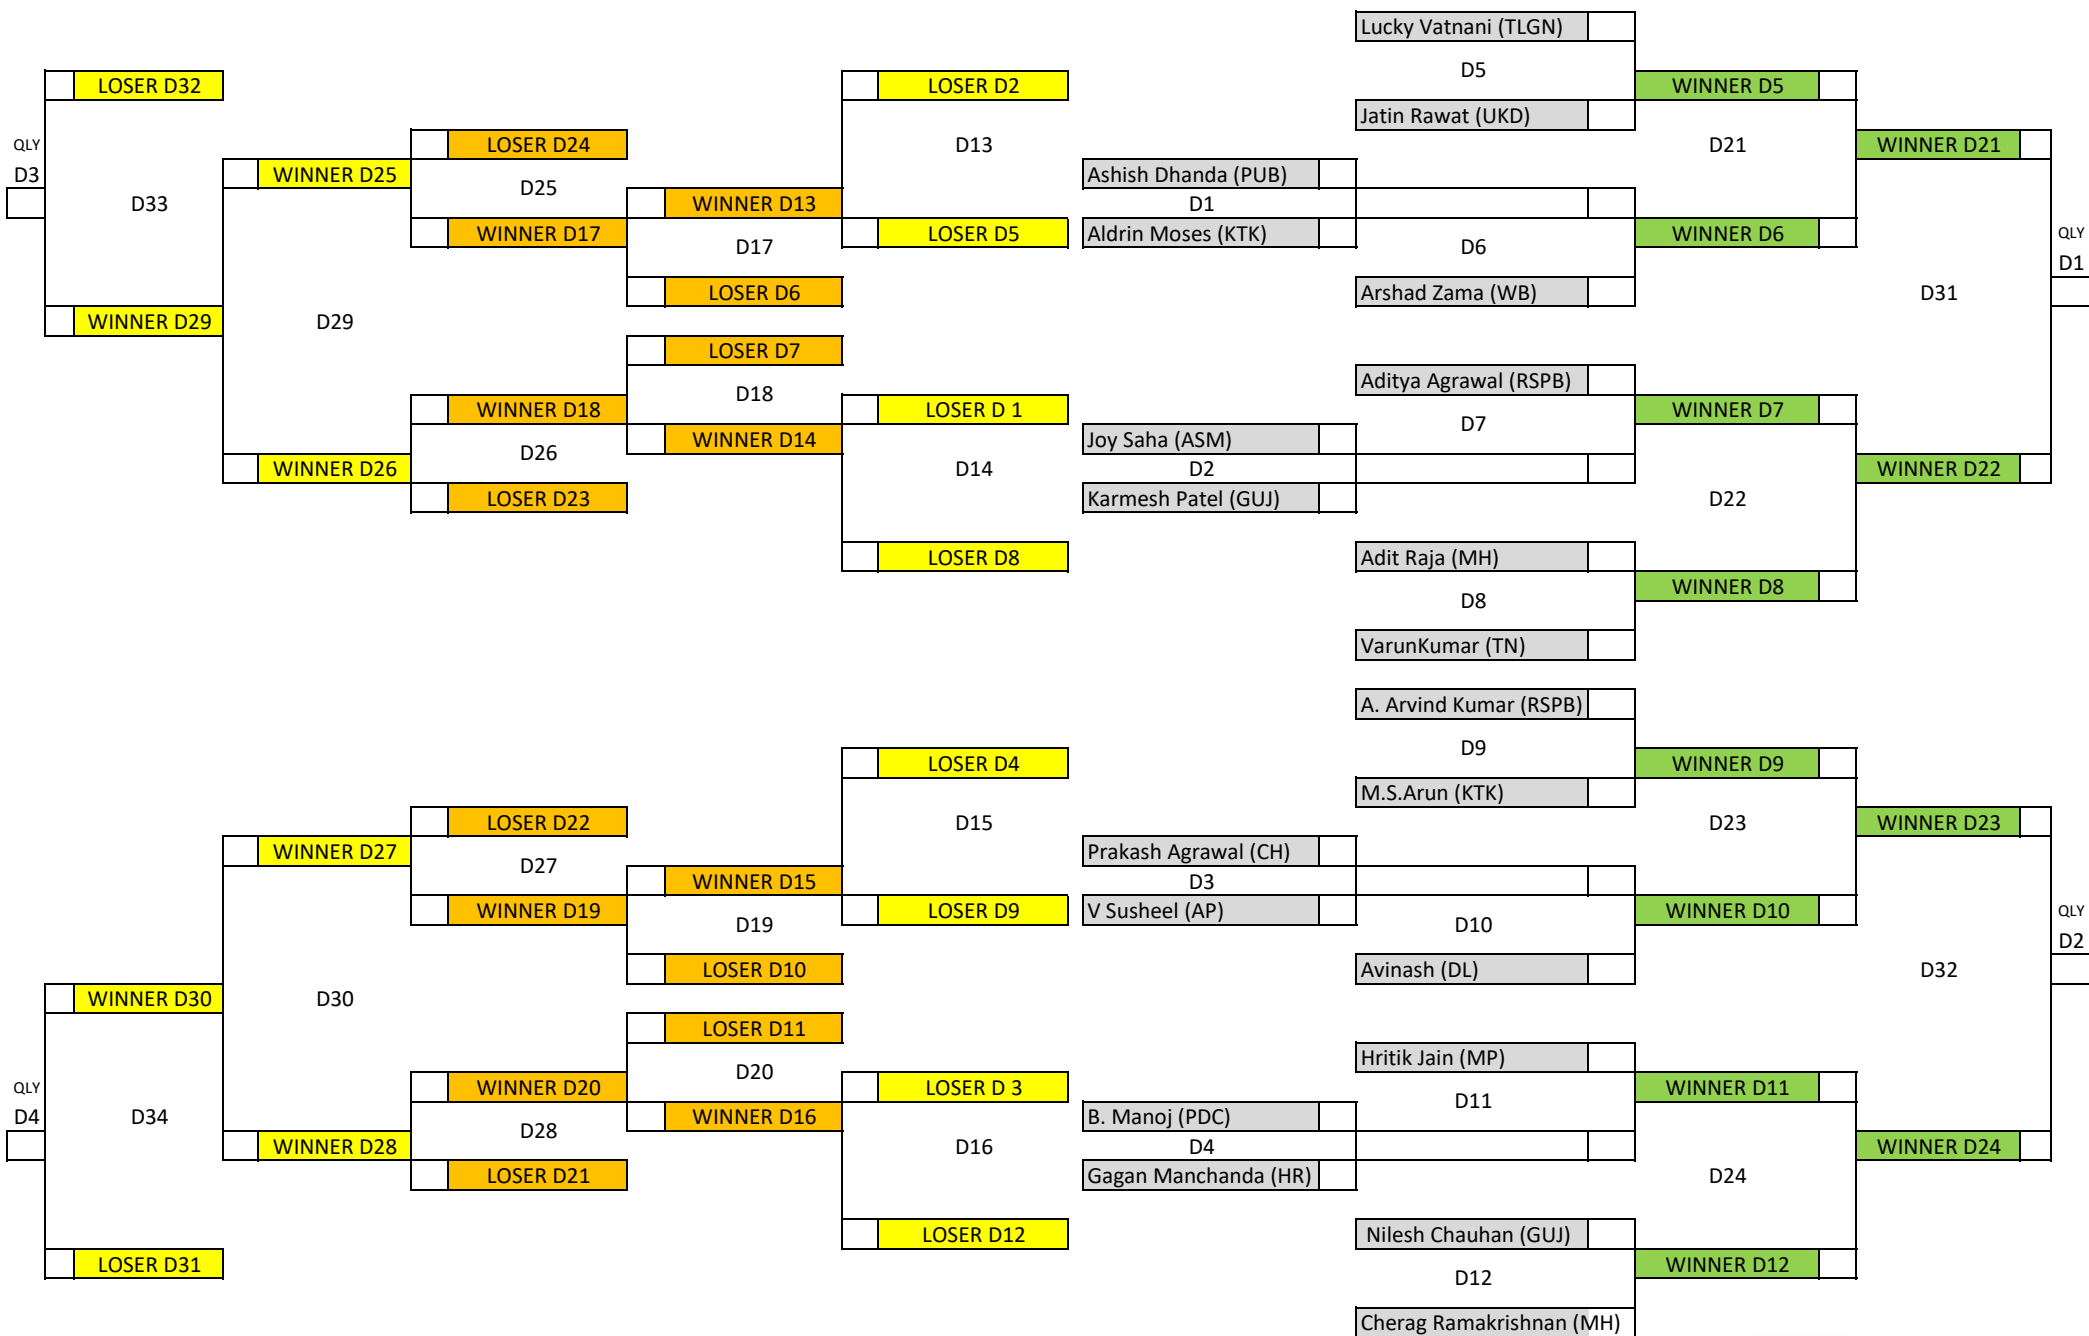 Lucky Vatnani (TLGN)
D5
LOSER D32
LOSER D2
WINNER D5
Jatin Rawat (UKD)
QLY
LOSER D24
D13
D21
WINNER D21
D3
WINNER D25
Ashish Dhanda (PUB)
D25
D33
WINNER D13
D1
WINNER D17
LOSER D5
Aldrin Moses (KTK)
WINNER D6
QLY
D17
D6
D1
LOSER D6
Arshad Zama (WB)
D31
WINNER D29
D29
LOSER D7
Aditya Agrawal (RSPB)
D18
WINNER D18
LOSER D 1
WINNER D7
D7
WINNER D14
Joy Saha (ASM)
D26
WINNER D26
D14
D2
WINNER D22
LOSER D23
Karmesh Patel (GUJ)
D22
LOSER D8
Adit Raja (MH)
WINNER D8
D8
VarunKumar (TN)
A. Arvind Kumar (RSPB)
D9
LOSER D4
WINNER D9
M.S.Arun (KTK)
LOSER D22
D15
D23
WINNER D23
WINNER D27
Prakash Agrawal (CH)
D27
WINNER D15
D3
WINNER D19
LOSER D9
V Susheel (AP)
WINNER D10
QLY
D19
D10
D2
LOSER D10
Avinash (DL)
D32
WINNER D30
D30
LOSER D11
Hritik Jain (MP)
D20
QLY
WINNER D20
LOSER D 3
WINNER D11
D11
D4
D34
WINNER D16
B. Manoj (PDC)
D28
WINNER D28
D16
D4
WINNER D24
LOSER D21
Gagan Manchanda (HR)
D24
LOSER D12
Nilesh Chauhan (GUJ)
LOSER D31
WINNER D12
D12
Cherag Ramakrishnan (MH)